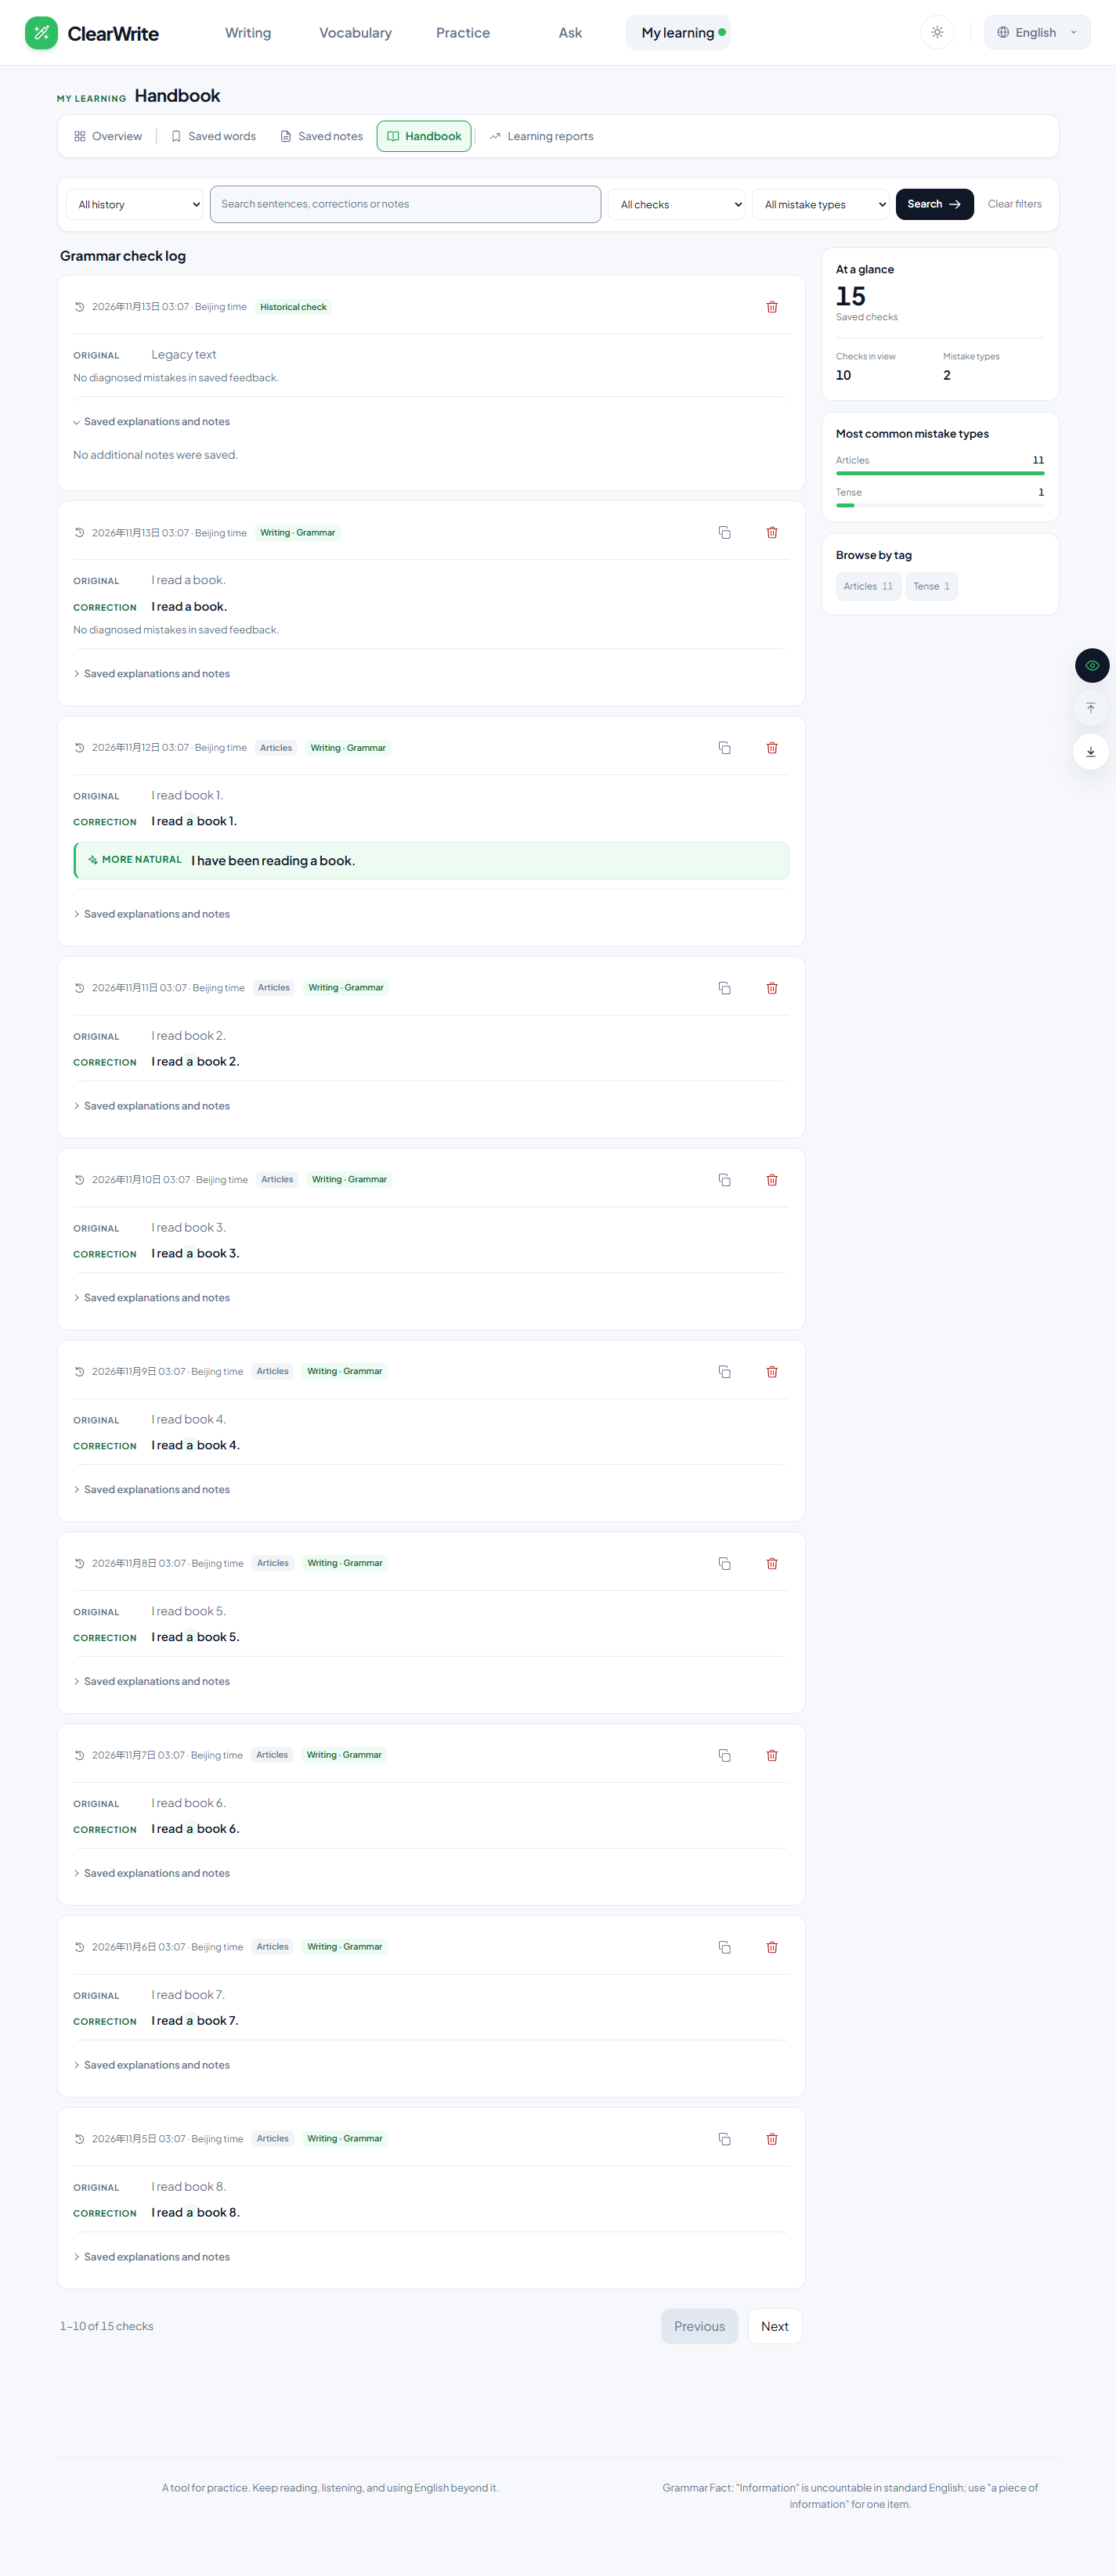 ClearWrite
Writing
Vocabulary
Practice
Ask
My learning
English
MY LEARNING Handbook
Overview
Saved words
Saved notes
Handbook
Learning reports
All history
Search sentences, corrections or notes
All checks
All mistake types
Search
Clear filters
Grammar check log
2026年11月13日 03:07 · Beijing time Historical check
ORIGINAL Legacy text
No diagnosed mistakes in saved feedback.
Saved explanations and notes
No additional notes were saved.
2026年11月13日 03:07 · Beijing time Writing · Grammar
ORIGINAL I read a book.
CORRECTION I read a book.
No diagnosed mistakes in saved feedback.
Saved explanations and notes
2026年11月12日 03:07 · Beijing time Articles Writing · Grammar
ORIGINAL I read book 1.
CORRECTION I read a book 1.
MORE NATURAL I have been reading a book.
Saved explanations and notes
2026年11月11日 03:07 · Beijing time Articles Writing · Grammar
ORIGINAL I read book 2.
CORRECTION I read a book 2.
Saved explanations and notes
2026年11月10日 03:07 · Beijing time Articles Writing · Grammar
ORIGINAL I read book 3.
CORRECTION I read a book 3.
Saved explanations and notes
2026年11月9日 03:07 · Beijing time Articles Writing · Grammar
ORIGINAL I read book 4.
CORRECTION I read a book 4.
Saved explanations and notes
2026年11月8日 03:07 · Beijing time Articles Writing · Grammar
ORIGINAL I read book 5.
CORRECTION I read a book 5.
Saved explanations and notes
2026年11月7日 03:07 · Beijing time Articles Writing · Grammar
ORIGINAL I read book 6.
CORRECTION I read a book 6.
Saved explanations and notes
2026年11月6日 03:07 · Beijing time Articles Writing · Grammar
ORIGINAL I read book 7.
CORRECTION I read a book 7.
Saved explanations and notes
2026年11月5日 03:07 · Beijing time Articles Writing · Grammar
ORIGINAL I read book 8.
CORRECTION I read a book 8.
Saved explanations and notes
1–10 of 15 checks
Previous
Next
At a glance
15
Saved checks
Checks in view
10
Mistake types
2
Most common mistake types
Articles 11
Tense 1
Browse by tag
Articles 11
Tense 1
A tool for practice. Keep reading, listening, and using English beyond it.
Grammar Fact: "Information" is uncountable in standard English; use "a piece of
information" for one item.